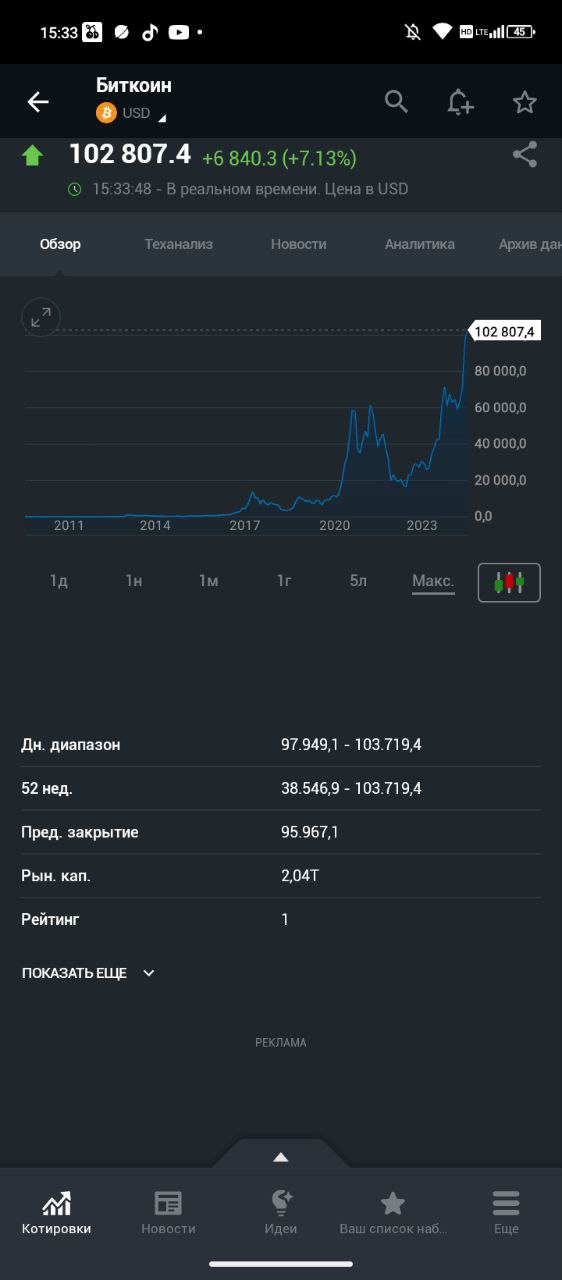 15:33 HD LTE 45
Биткоин
USD
102 807.4 +6 840.3 (+7.13%)
15:33:48 - В реальном времени. Цена в USD
Обзор Теханализ Новости Аналитика Архив дан
102 807,4
80 000,0
60 000,0
40 000,0
20 000,0
0,0
2011 2014 2017 2020 2023
1д 1н 1м 1г 5л Макс.
Дн. диапазон 97.949,1 - 103.719,4
52 нед. 38.546,9 - 103.719,4
Пред. закрытие 95.967,1
Рын. кап. 2,04T
Рейтинг 1
ПОКАЗАТЬ ЕЩЕ
РЕКЛАМА
Котировки Новости Идеи Ваш список наб... Еще